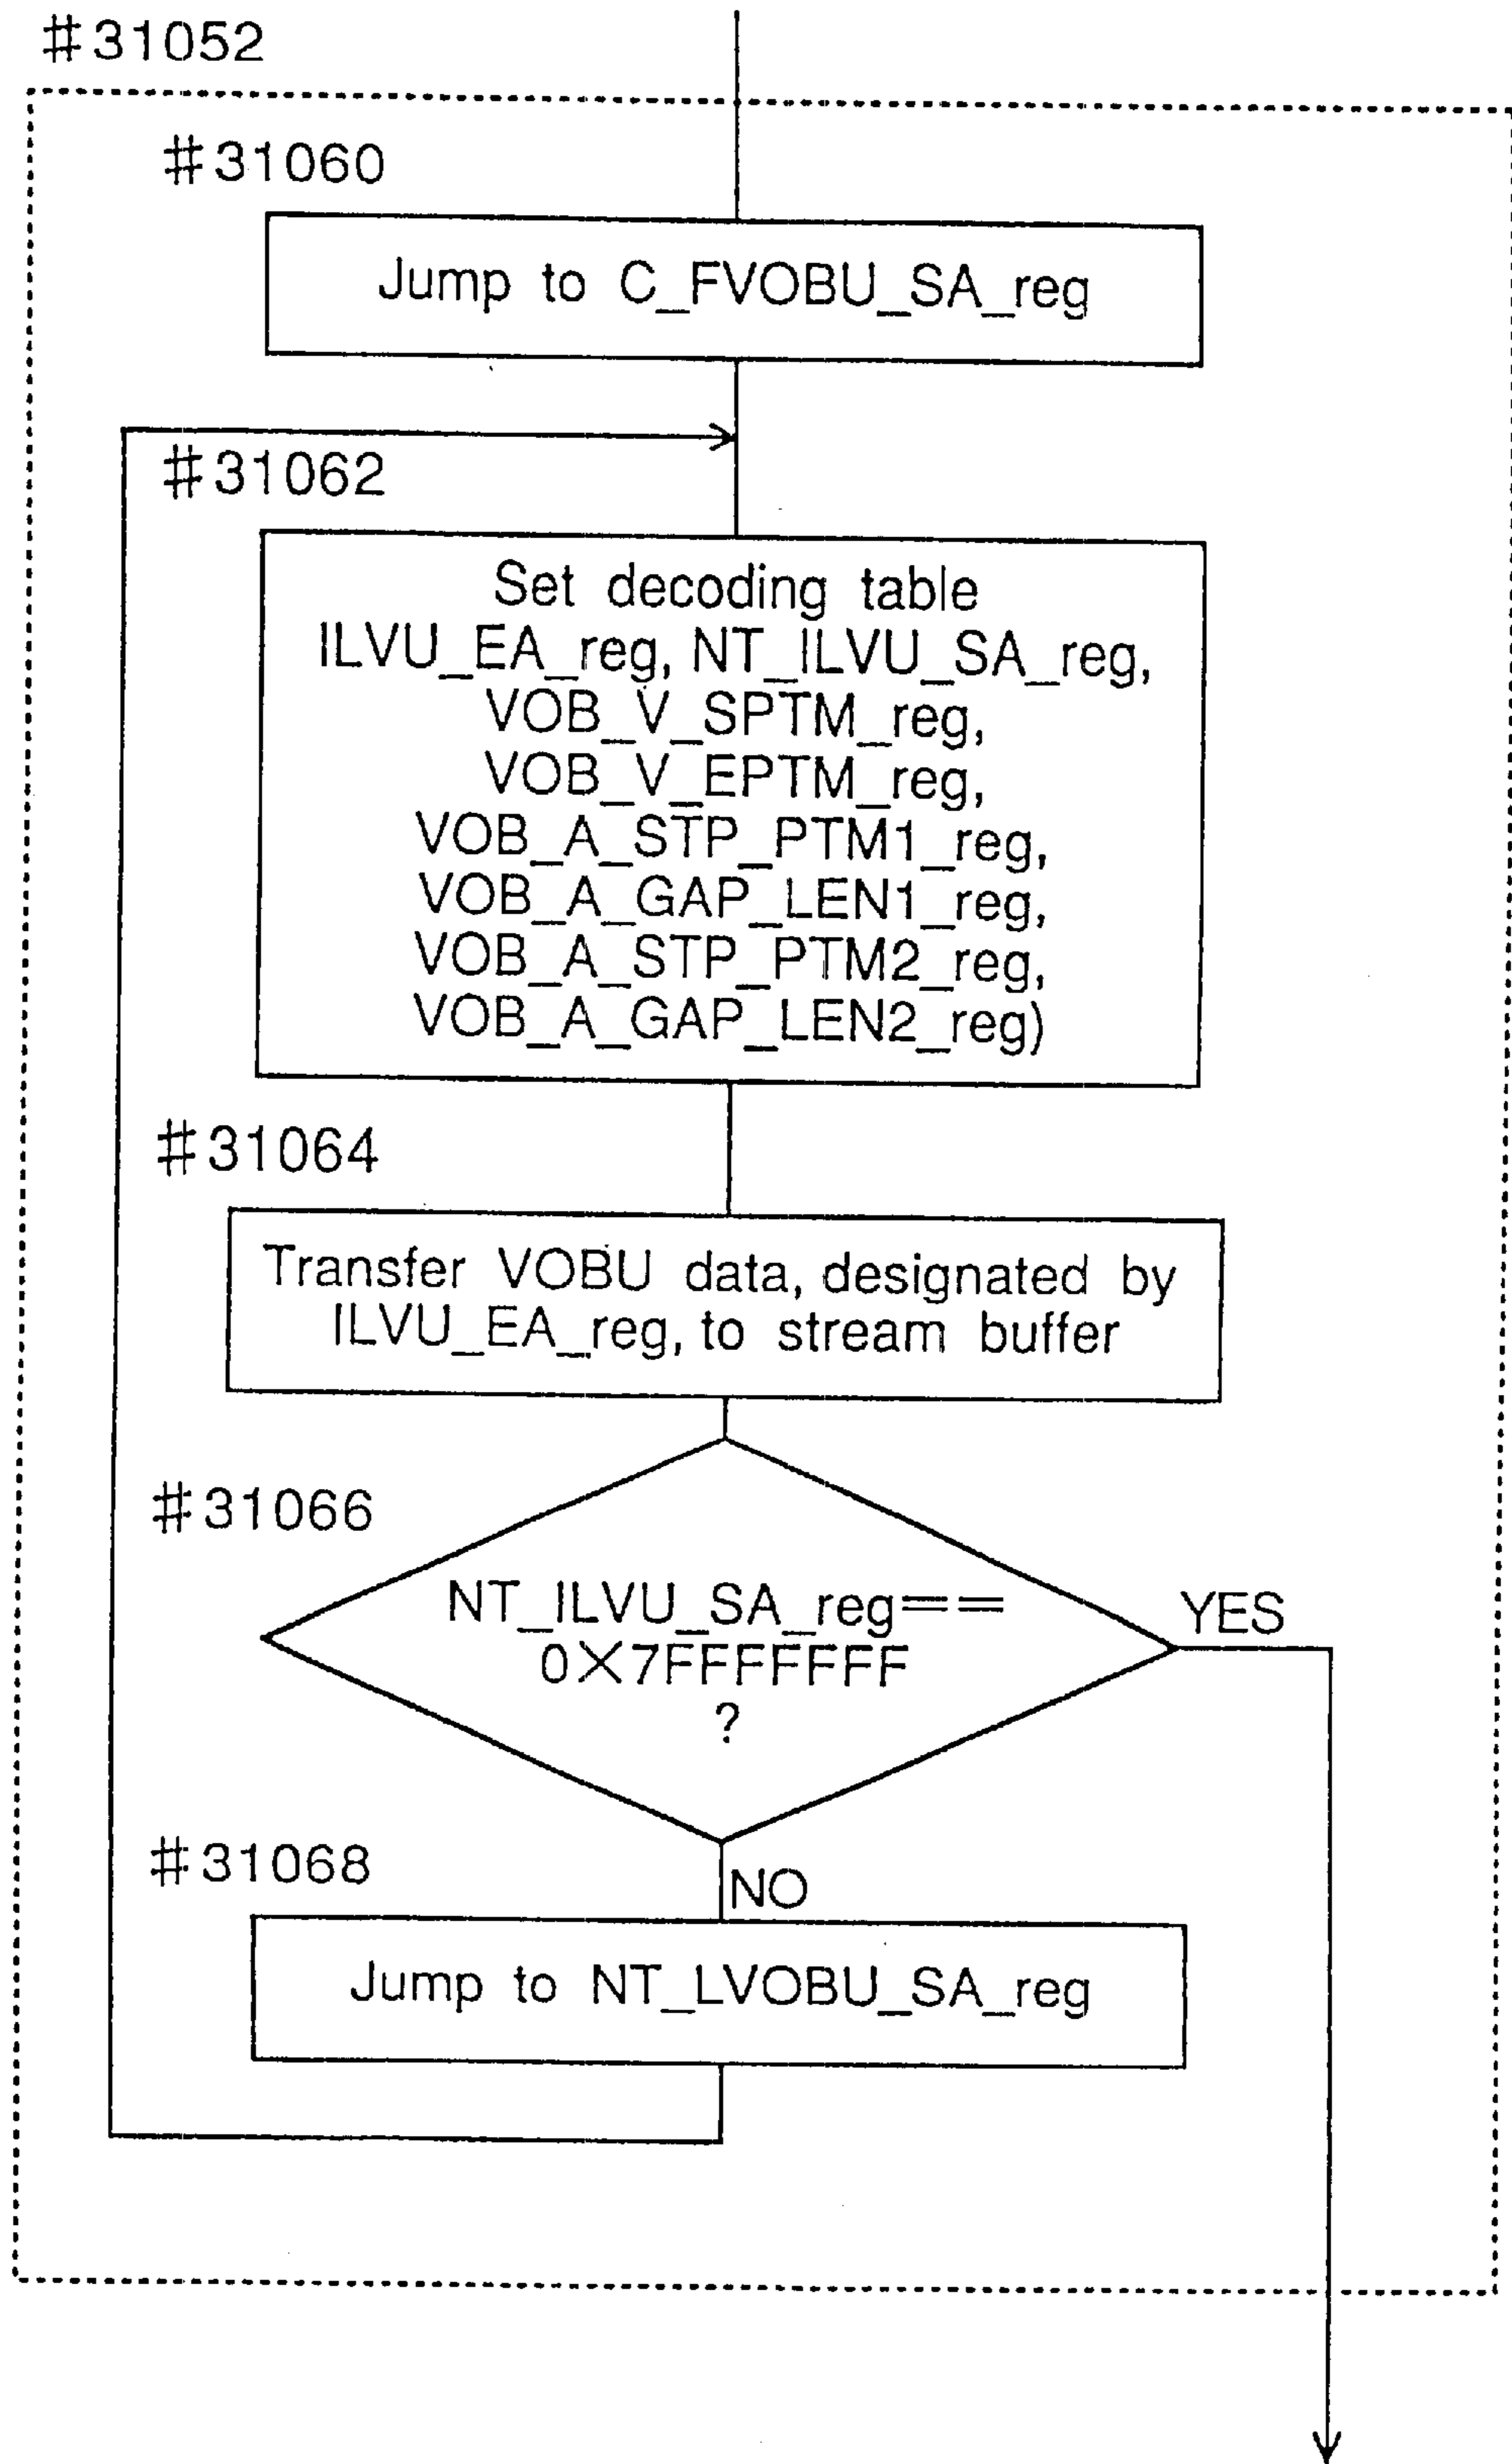 #31052
#31060
Jump to C_FVOBU_SA_reg
#31062
Set decoding table
ILVU_EA_reg, NT_ILVU_SA_reg,
VOB_V_SPTM_reg,
VOB_V_EPTM_reg,
VOB_A_STP_PTM1_reg,
VOB_A_GAP_LEN1_reg,
VOB_A_STP_PTM2_reg,
VOB_A_GAP_LEN2_reg)
#31064
Transfer VOBU data, designated by
ILVU_EA_reg, to stream buffer
#31066
NT_ILVU_SA_reg==
0X7FFFFFFF
?
YES
#31068
NO
Jump to NT_LVOBU_SA_reg